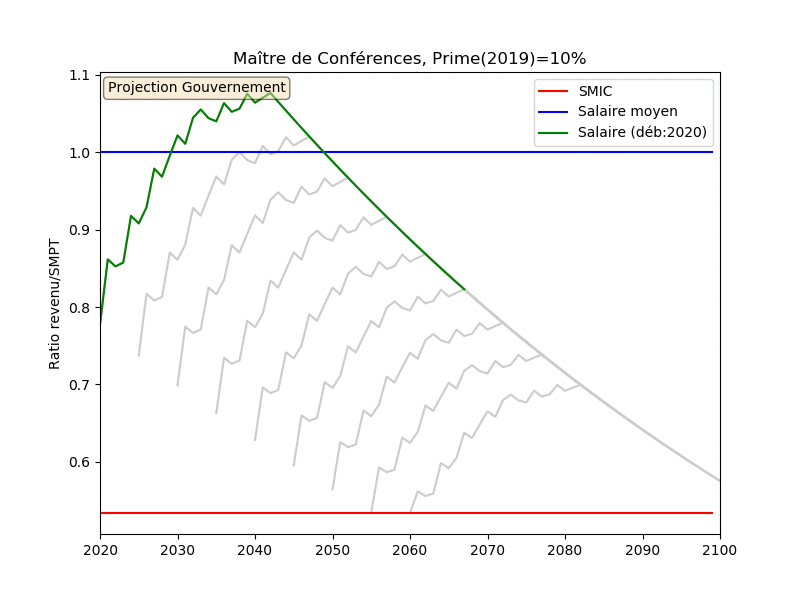 Maître de Conférences, Prime(2019)=10%
Projection Gouvernement
SMIC
Salaire moyen
Salaire (déb:2020)
Ratio revenu/SMPT
1.1
1.0
0.9
0.8
0.7
0.6
2020 2030 2040 2050 2060 2070 2080 2090 2100